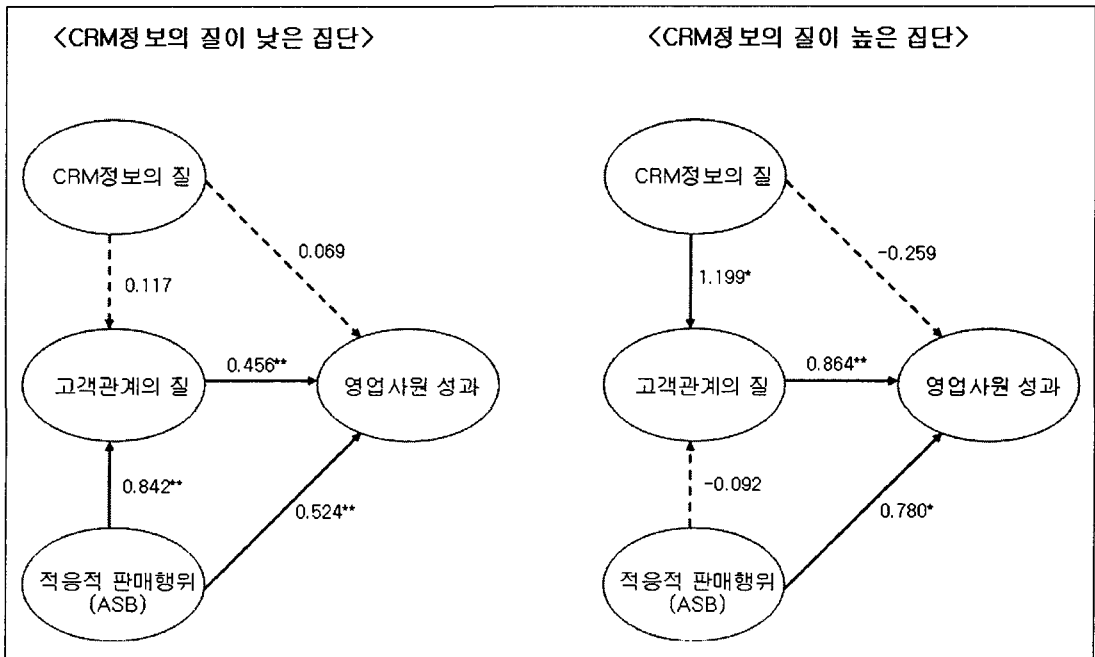 <CRM정보의 질이 낮은 집단>
CRM정보의 질
0.069
0.117
고객관계의 질
0.456**
영업사원 성과
0.842**
0.524**
적응적 판매행위
(ASB)
<CRM정보의 질이 높은 집단>
CRM정보의 질
-0.259
1.199*
고객관계의 질
0.864**
영업사원 성과
-0.092
0.780*
적응적 판매행위
(ASB)